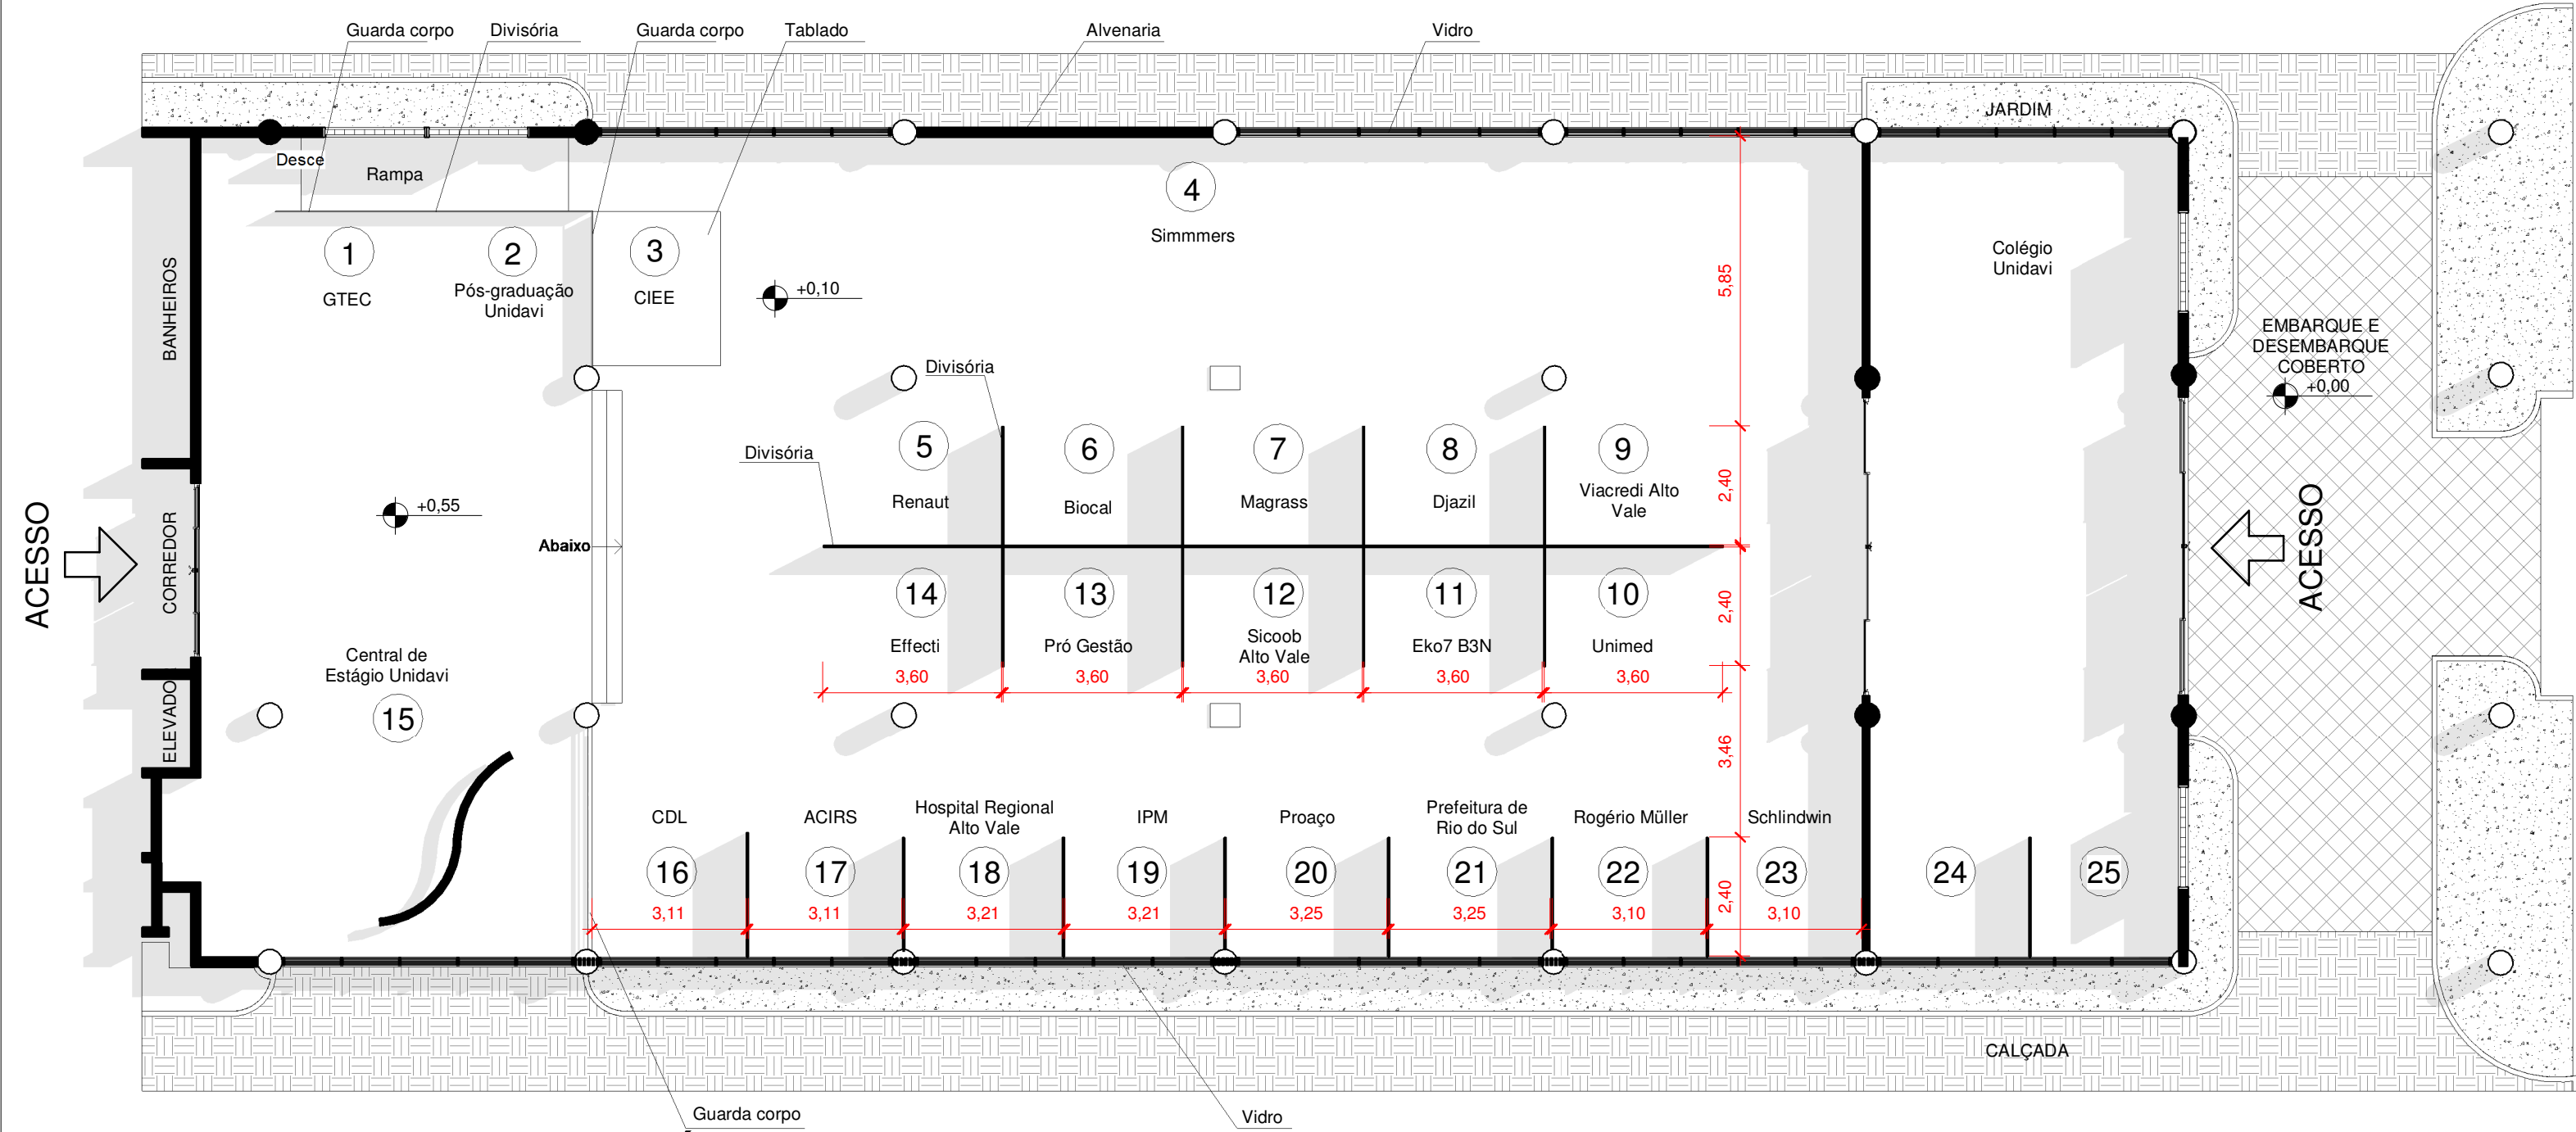 Guarda corpo
Divisória
Guarda corpo
Tablado
Alvenaria
Vidro
JARDIM
Desce
Rampa
4
Simmmers
1
GTEC
2
Pós-graduação
Unidavi
3
CIEE
+0,10
5,85
Colégio
Unidavi
BANHEIROS
EMBARQUE E
DESEMBARQUE
COBERTO
+0,00
Divisória
Divisória
5
Renaut
6
Biocal
7
Magrass
8
Djazil
9
Viacredi Alto
Vale
2,40
+0,55
Abaixo
ACESSO
CORREDOR
ACESSO
14
Effecti
13
Pró Gestão
12
Sicoob
Alto Vale
11
Eko7 B3N
10
Unimed
2,40
3,60
3,60
3,60
3,60
3,60
Central de
Estágio Unidavi
15
ELEVADOR
3,46
CDL
ACIRS
Hospital Regional
Alto Vale
IPM
Proaço
Prefeitura de
Rio do Sul
Rogério Müller
Schlindwin
16
17
18
19
20
21
22
23
24
25
3,11
3,11
3,21
3,21
3,25
3,25
3,10
2,40
3,10
CALÇADA
Guarda corpo
Vidro